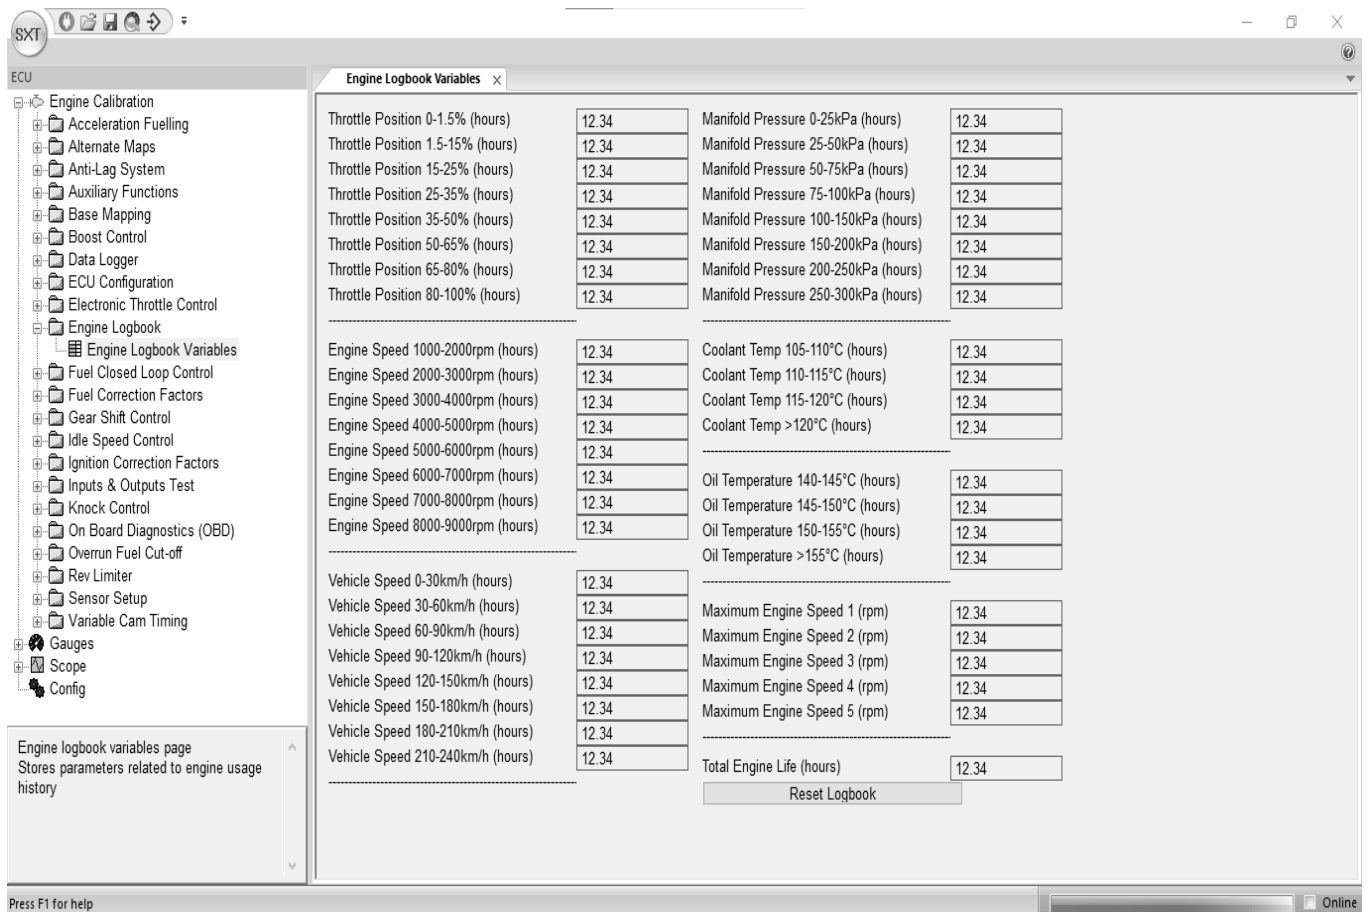 SXT
ECU
Engine Calibration
Acceleration Fuelling
Alternate Maps
Anti-Lag System
Auxiliary Functions
Base Mapping
Boost Control
Data Logger
ECU Configuration
Electronic Throttle Control
Engine Logbook
Engine Logbook Variables
Fuel Closed Loop Control
Fuel Correction Factors
Gear Shift Control
Idle Speed Control
Ignition Correction Factors
Inputs & Outputs Test
Knock Control
On Board Diagnostics (OBD)
Overrun Fuel Cut-off
Rev Limiter
Sensor Setup
Variable Cam Timing
Gauges
Scope
Config
Engine logbook variables page
Stores parameters related to engine usage
history
Engine Logbook Variables X
Throttle Position 0-1.5% (hours) 12.34
Throttle Position 1.5-15% (hours) 12.34
Throttle Position 15-25% (hours) 12.34
Throttle Position 25-35% (hours) 12.34
Throttle Position 35-50% (hours) 12.34
Throttle Position 50-65% (hours) 12.34
Throttle Position 65-80% (hours) 12.34
Throttle Position 80-100% (hours) 12.34
Engine Speed 1000-2000rpm (hours) 12.34
Engine Speed 2000-3000rpm (hours) 12.34
Engine Speed 3000-4000rpm (hours) 12.34
Engine Speed 4000-5000rpm (hours) 12.34
Engine Speed 5000-6000rpm (hours) 12.34
Engine Speed 6000-7000rpm (hours) 12.34
Engine Speed 7000-8000rpm (hours) 12.34
Engine Speed 8000-9000rpm (hours) 12.34
Vehicle Speed 0-30km/h (hours) 12.34
Vehicle Speed 30-60km/h (hours) 12.34
Vehicle Speed 60-90km/h (hours) 12.34
Vehicle Speed 90-120km/h (hours) 12.34
Vehicle Speed 120-150km/h (hours) 12.34
Vehicle Speed 150-180km/h (hours) 12.34
Vehicle Speed 180-210km/h (hours) 12.34
Vehicle Speed 210-240km/h (hours) 12.34
Manifold Pressure 0-25kPa (hours) 12.34
Manifold Pressure 25-50kPa (hours) 12.34
Manifold Pressure 50-75kPa (hours) 12.34
Manifold Pressure 75-100kPa (hours) 12.34
Manifold Pressure 100-150kPa (hours) 12.34
Manifold Pressure 150-200kPa (hours) 12.34
Manifold Pressure 200-250kPa (hours) 12.34
Manifold Pressure 250-300kPa (hours) 12.34
Coolant Temp 105-110°C (hours) 12.34
Coolant Temp 110-115°C (hours) 12.34
Coolant Temp 115-120°C (hours) 12.34
Coolant Temp >120°C (hours) 12.34
Oil Temperature 140-145°C (hours) 12.34
Oil Temperature 145-150°C (hours) 12.34
Oil Temperature 150-155°C (hours) 12.34
Oil Temperature >155°C (hours) 12.34
Maximum Engine Speed 1 (rpm) 12.34
Maximum Engine Speed 2 (rpm) 12.34
Maximum Engine Speed 3 (rpm) 12.34
Maximum Engine Speed 4 (rpm) 12.34
Maximum Engine Speed 5 (rpm) 12.34
Total Engine Life (hours) 12.34
Reset Logbook
Press F1 for help
Online